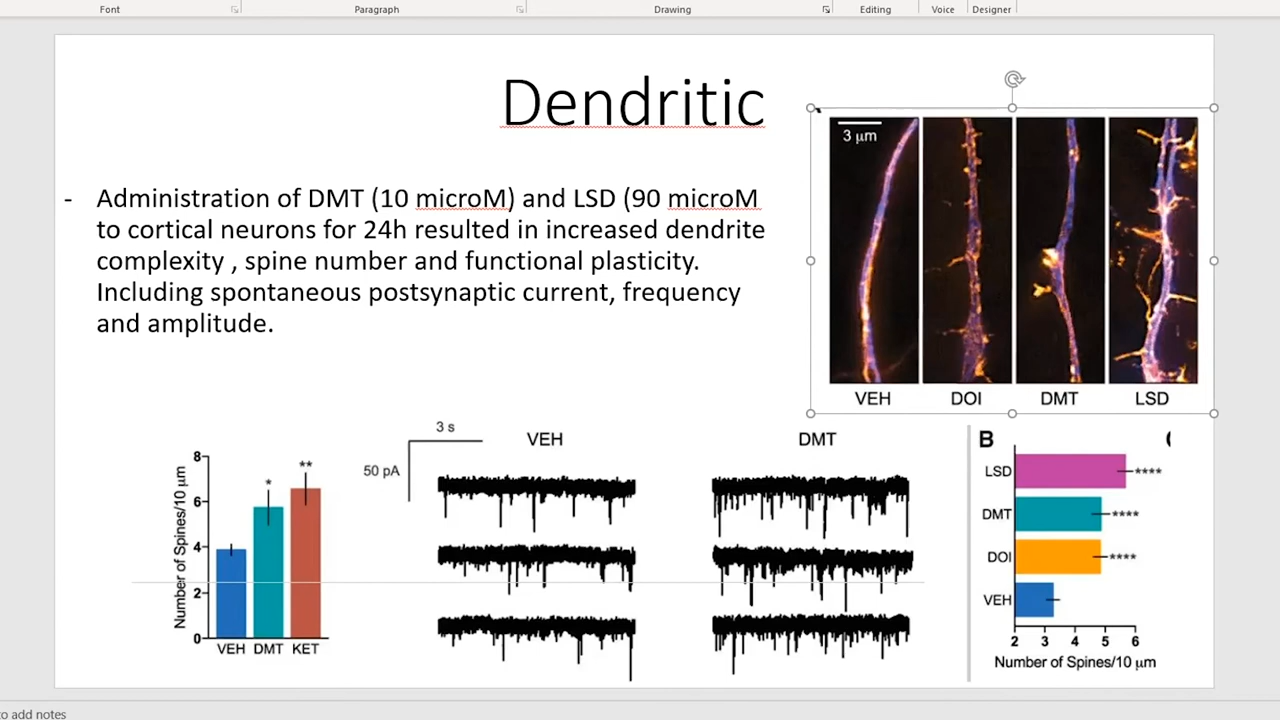 Font Paragraph Drawing Editing Voice Designer
Dendritic
- Administration of DMT (10 microM) and LSD (90 microM
to cortical neurons for 24h resulted in increased dendrite
complexity , spine number and functional plasticity.
Including spontaneous postsynaptic current, frequency
and amplitude.
3 μm
VEH DOI DMT LSD
Number of Spines/10 μm
8
6
4
2
0
* **
VEH DMT KET
3 s
50 pA
VEH DMT
B
LSD ****
DMT ****
DOI ****
VEH
2 3 4 5 6
Number of Spines/10 μm
to add notes